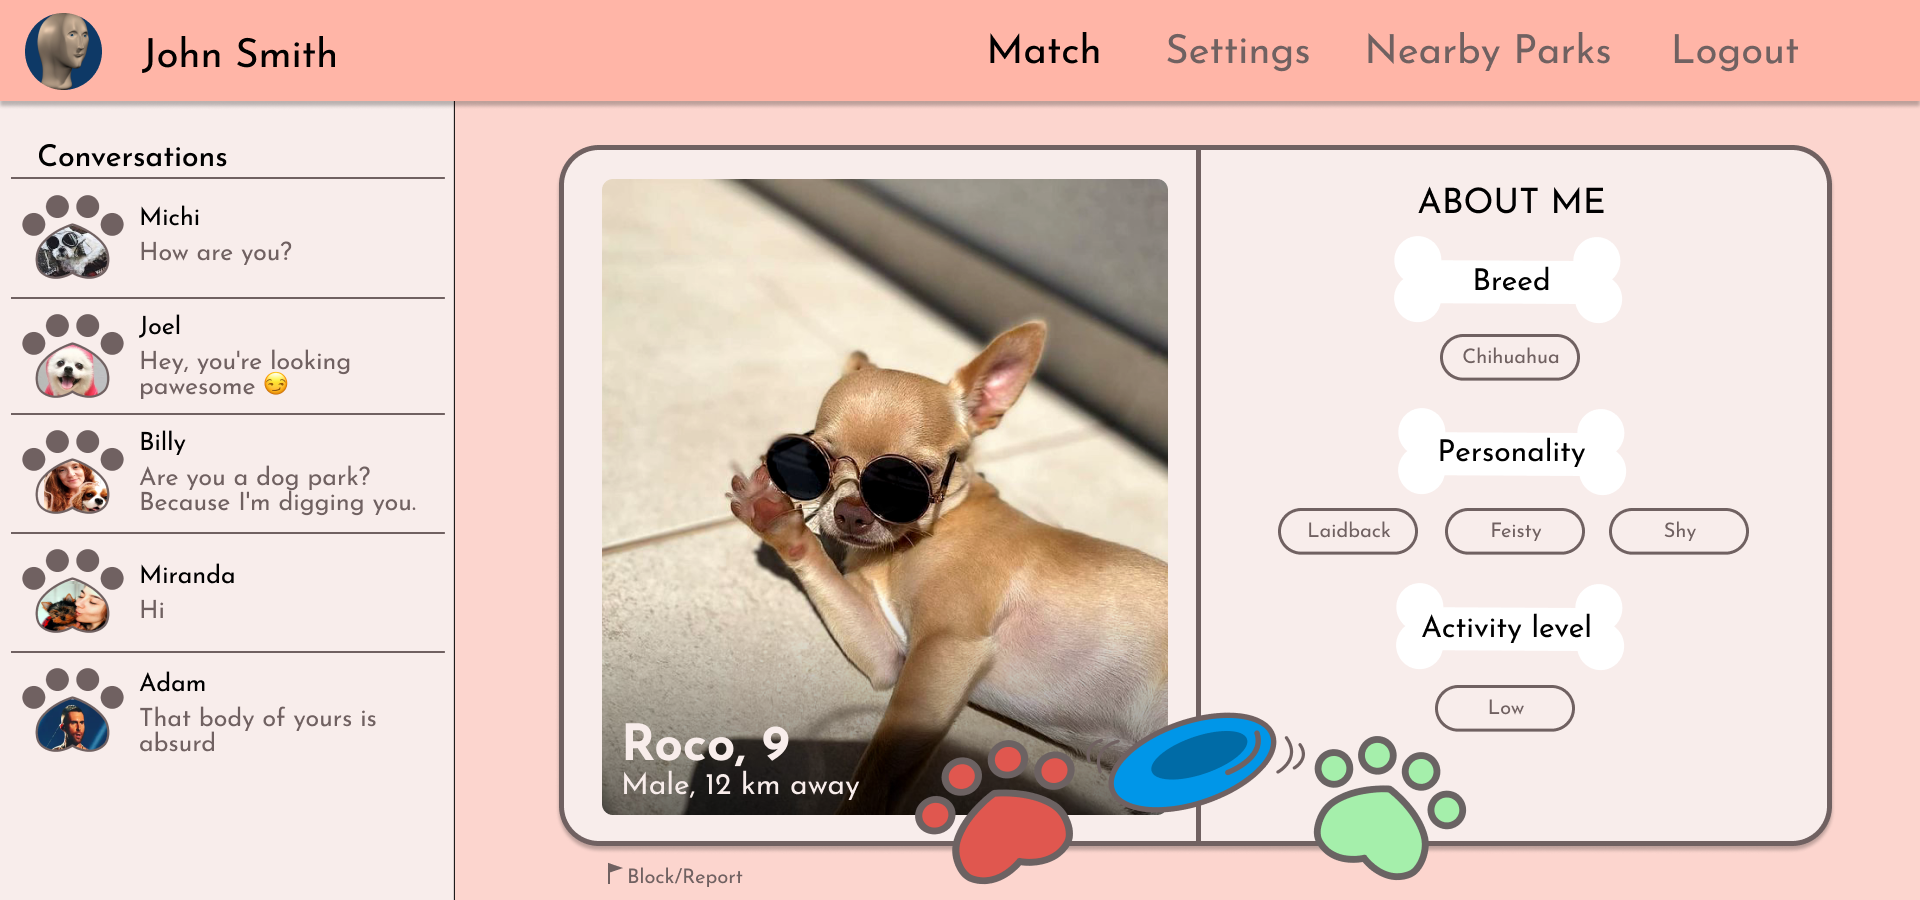 John Smith
Match
Settings
Nearby Parks
Logout
Conversations
Michi
How are you?
Joel
Hey, you're looking
pawesome 😏
Billy
Are you a dog park?
Because I'm digging you.
Miranda
Hi
Adam
That body of yours is
absurd
Roco, 9
Male, 12 km away
Block/Report
ABOUT ME
Breed
Chihuahua
Personality
Laidback
Feisty
Shy
Activity level
Low